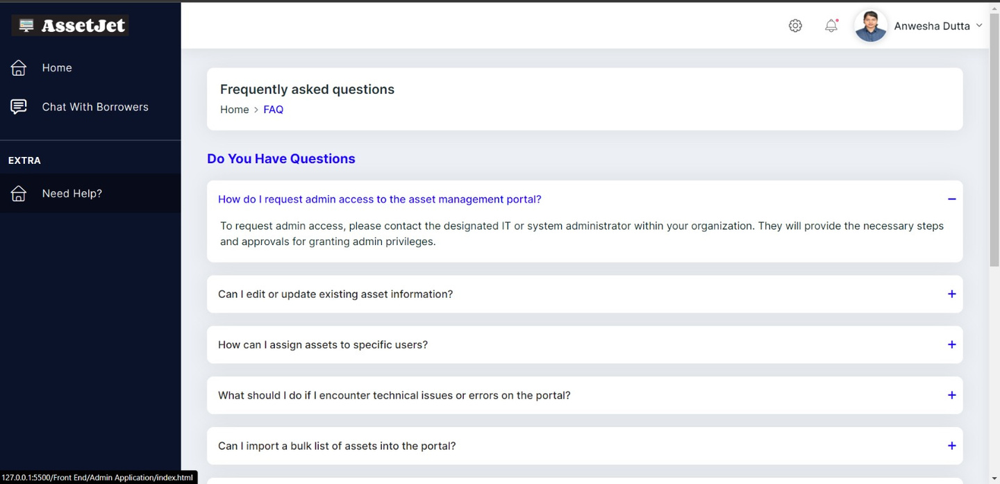 AssetJet
Anwesha Dutta
Home
Chat With Borrowers
EXTRA
Need Help?
Frequently asked questions
Home > FAQ
Do You Have Questions
How do I request admin access to the asset management portal?
To request admin access, please contact the designated IT or system administrator within your organization. They will provide the necessary steps
and approvals for granting admin privileges.
Can I edit or update existing asset information?
How can I assign assets to specific users?
What should I do if I encounter technical issues or errors on the portal?
Can I import a bulk list of assets into the portal?
127.0.0.1:5500/Front End/Admin Application/index.html